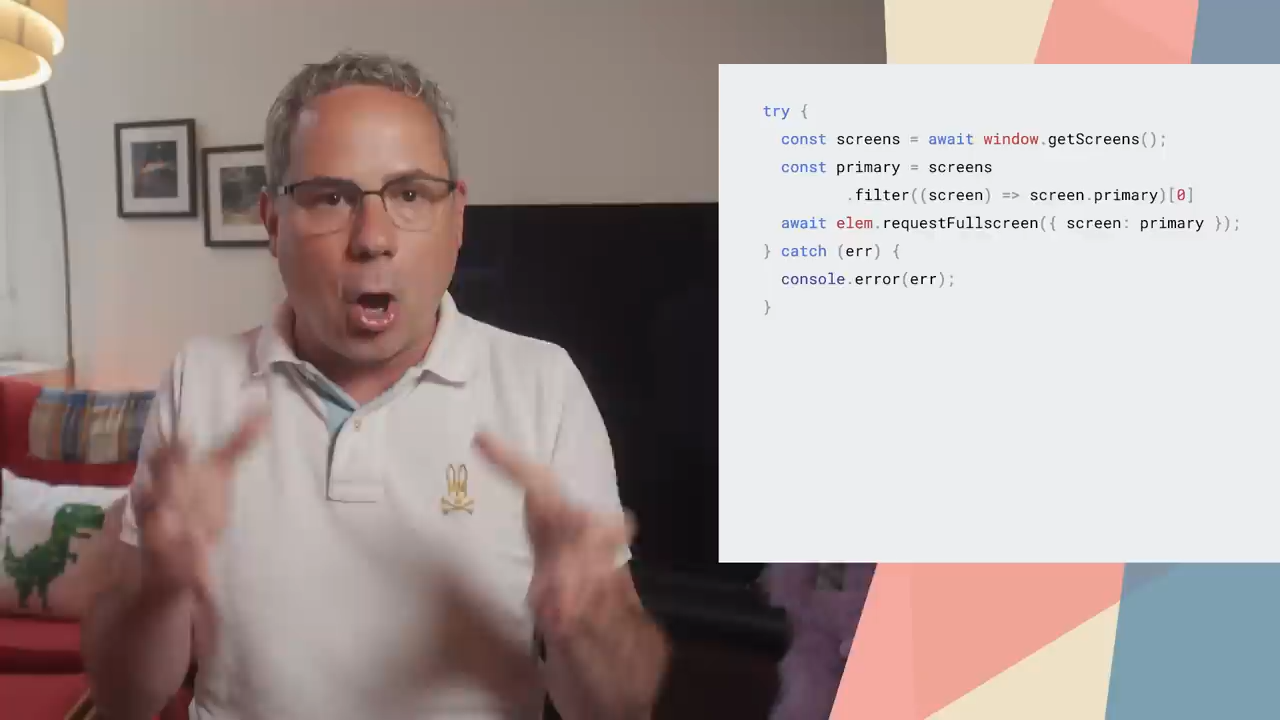 try {
const screens = await window.getScreens();
const primary = screens
.filter((screen) => screen.primary)[0]
await elem.requestFullscreen({ screen: primary });
} catch (err) {
console.error(err);
}